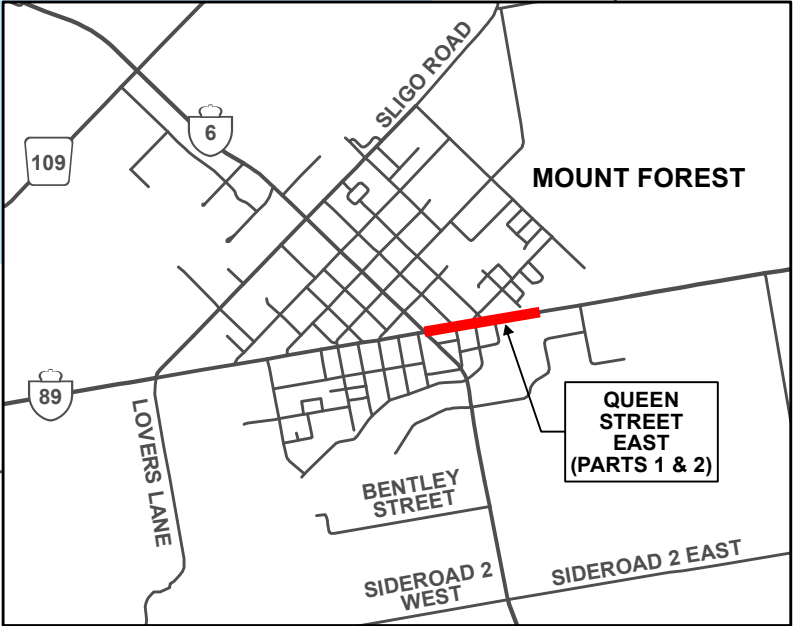 SLIGO ROAD
6
109
MOUNT FOREST
89
QUEEN
STREET
EAST
(PARTS 1 & 2)
LOVERS LANE
BENTLEY
STREET
SIDEROAD 2 EAST
SIDEROAD 2
WEST